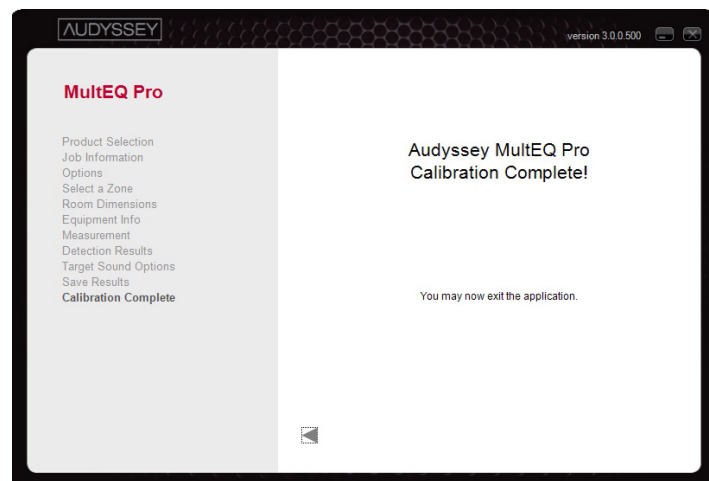 AUDYSSEY
version 3.0.0.500
MultEQ Pro
Product Selection
Job Information
Options
Select a Zone
Room Dimensions
Equipment Info
Measurement
Detection Results
Target Sound Options
Save Results
Calibration Complete
Audyssey MultEQ Pro
Calibration Complete!
You may now exit the application.